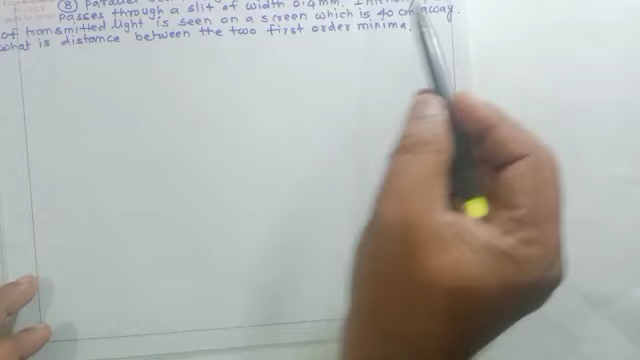 ⑧ Parallel
passes through a slit of width 0.4mm.
of transmitted light is seen on a screen which is 40 cm away.
what is distance between the two first order minima.